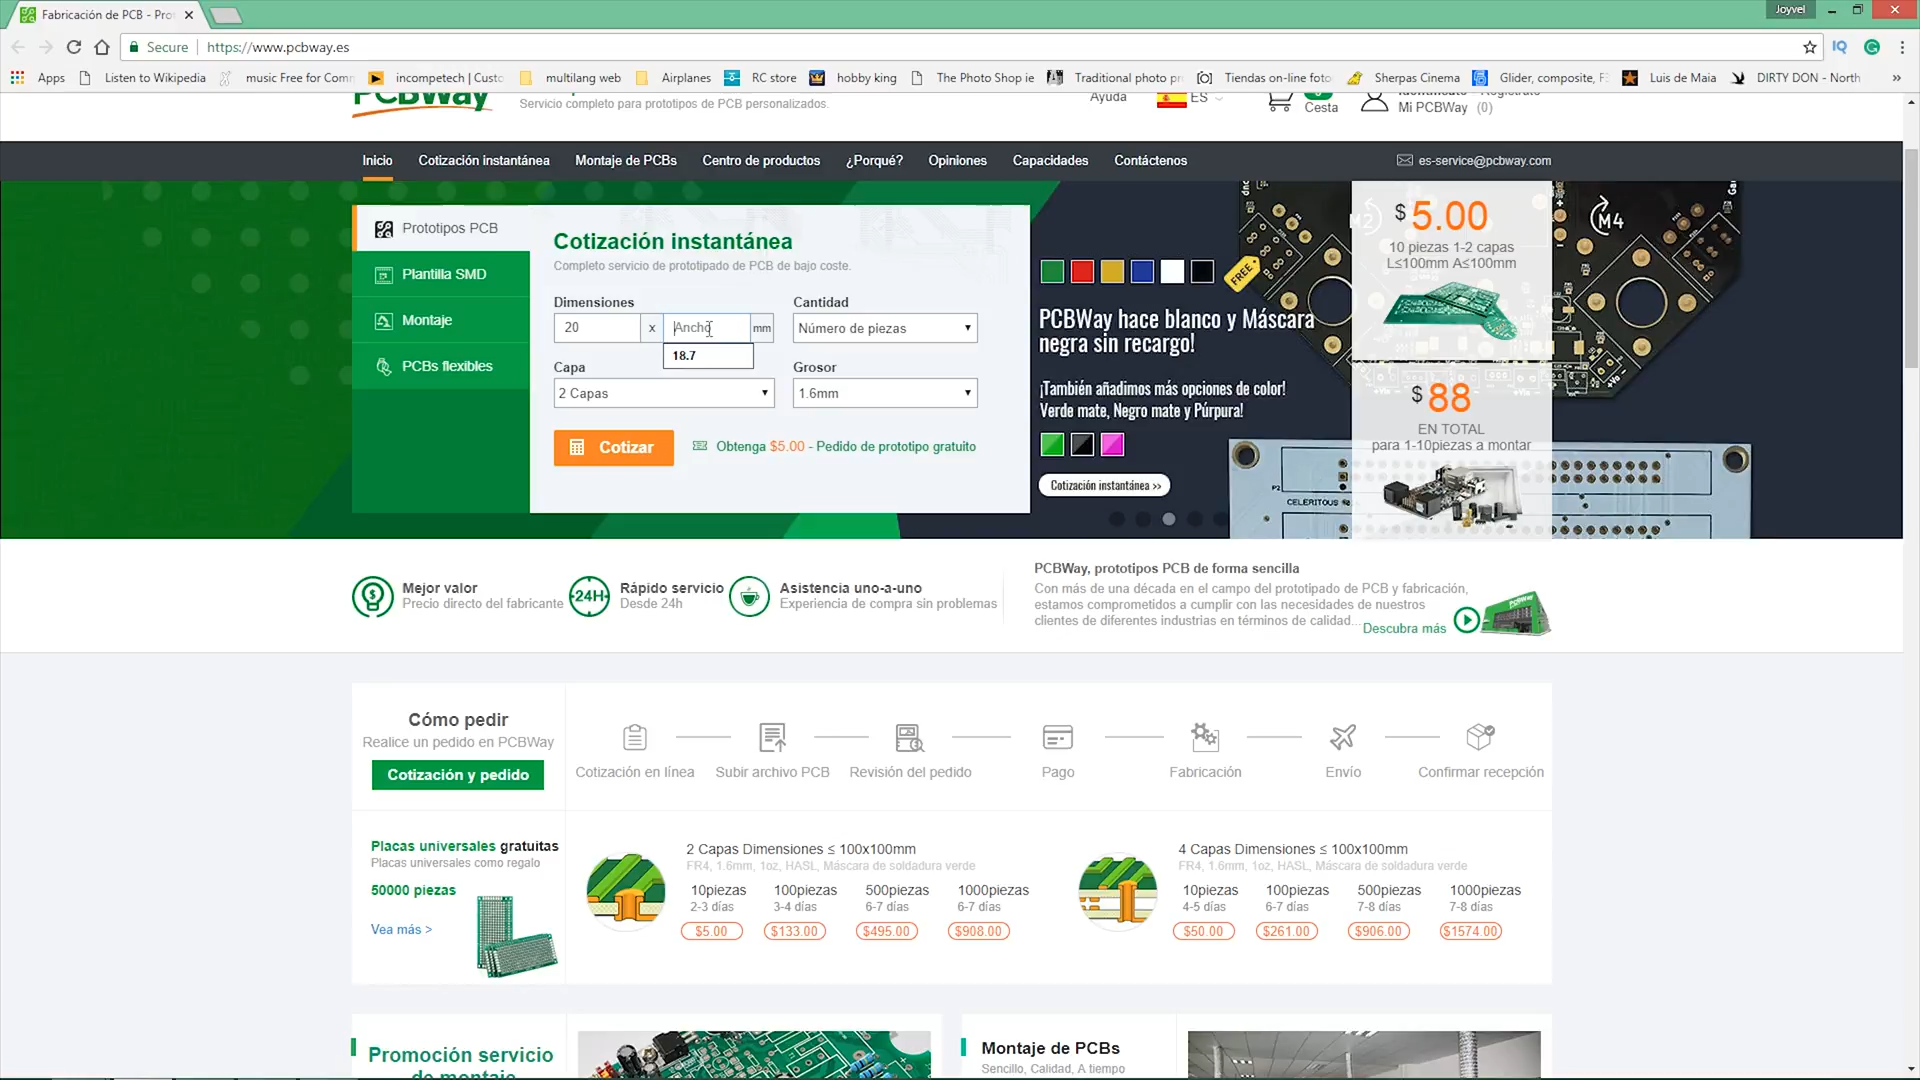 Fabricación de PCB - Pro
Joyvel
Secure
https://www.pcbway.es
Apps
Listen to Wikipedia
music Free for Comm
incompetech | Custo
multilang web
Airplanes
RC store
hobby king
The Photo Shop ie
Traditional photo pr
Tiendas on-line foto
Sherpas Cinema
Glider, composite, F
Luis de Maia
DIRTY DON - North
»
PCBWay
Servicio completo para prototipos de PCB personalizados.
Ayuda
ES
Cesta
Mi PCBWay (0)
Inicio
Cotización instantánea
Montaje de PCBs
Centro de productos
¿Porqué?
Opiniones
Capacidades
Contáctenos
es-service@pcbway.com
Prototipos PCB
Plantilla SMD
Montaje
PCBs flexibles
Cotización instantánea
Completo servicio de prototipado de PCB de bajo coste.
Dimensiones
Cantidad
20
x
Ancho
mm
Número de piezas
18.7
Capa
Grosor
2 Capas
1.6mm
Cotizar
Obtenga $5.00 - Pedido de prototipo gratuito
FREE
PCBWay hace blanco y Máscara
negra sin recargo!
¡También añadimos más opciones de color!
Verde mate, Negro mate y Púrpura!
Cotización instantánea >>
M2
M4
$5.00
10 piezas 1-2 capas
L≤100mm A≤100mm
$88
EN TOTAL
para 1-10piezas a montar
P2
CELERITOUS
Mejor valor
Precio directo del fabricante
24H
Rápido servicio
Desde 24h
Asistencia uno-a-uno
Experiencia de compra sin problemas
PCBWay, prototipos PCB de forma sencilla
Con más de una década en el campo del prototipado de PCB y fabricación,
estamos comprometidos a cumplir con las necesidades de nuestros
clientes de diferentes industrias en términos de calidad...
Descubra más
Cómo pedir
Realice un pedido en PCBWay
Cotización y pedido
Cotización en línea
Subir archivo PCB
Revisión del pedido
Pago
Fabricación
Envío
Confirmar recepción
Placas universales gratuitas
Placas universales como regalo
50000 piezas
Vea más >
2 Capas Dimensiones ≤ 100x100mm
FR4, 1.6mm, 1oz, HASL, Máscara de soldadura verde
10piezas 100piezas 500piezas 1000piezas
2-3 días 3-4 días 6-7 días 6-7 días
$5.00 $133.00 $495.00 $908.00
4 Capas Dimensiones ≤ 100x100mm
FR4, 1.6mm, 1oz, HASL, Máscara de soldadura verde
10piezas 100piezas 500piezas 1000piezas
4-5 días 6-7 días 7-8 días 7-8 días
$50.00 $261.00 $906.00 $1574.00
Promoción servicio
de montaje
Montaje de PCBs
Sencillo, Calidad, A tiempo